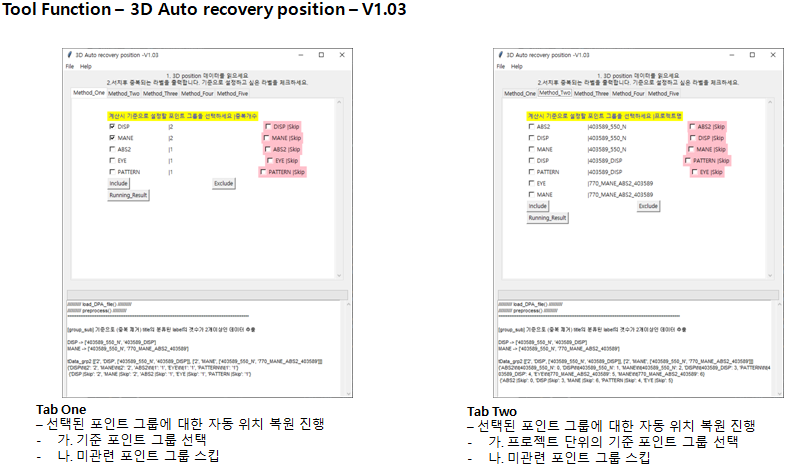 Tool Function – 3D Auto recovery position – V1.03
3D Auto recovery position -V1.03
File Help
1. 3D position 데이터를 읽으세요
2.서치후 중복되는 라벨을 출력합니다. 기준으로 설정하고 싶은 라벨을 체크하세요.
Method_One Method_Two Method_Three Method_Four Method_Five
계산시 기준으로 설정할 포인트 그룹을 선택하세요 |중복개수
DISP |2 DISP |Skip
MANE |2 MANE |Skip
ABS2 |1 ABS2 |Skip
EYE |1 EYE |Skip
PATTERN |1 PATTERN |Skip
Include Exclude
Running_Result
///////// load_DPA_file() /////////
///////// preprocess() /////////
[group_sub] 기준으로 (중복 제거) title의 분류된 label의 갯수가 2개이상인 데이터 추출
DISP -> ['403589_550_N', '403589_DISP']
MANE -> ['403589_550_N', '770_MANE_ABS2_403589']
tData_grp2 [['2', 'DISP', ['403589_550_N', '403589_DISP']], ['2', 'MANE', ['403589_550_N', '770_MANE_ABS2_403589']]]
{'DISP\t\t|2': '2', 'MANE\t\t|2': '2', 'ABS2\t\t|1': '1', 'EYE\t\t|1': '1', 'PATTERN\t\t|1': '1'}
{'DISP |Skip': '2', 'MANE |Skip': '2', 'ABS2 |Skip': '1', 'EYE |Skip': '1', 'PATTERN |Skip': '1'}
Tab One
– 선택된 포인트 그룹에 대한 자동 위치 복원 진행
- 가. 기준 포인트 그룹 선택
- 나. 미관련 포인트 그룹 스킵
3D Auto recovery position -V1.03
File Help
1. 3D position 데이터를 읽으세요
2.서치후 중복되는 라벨을 출력합니다. 기준으로 설정하고 싶은 라벨을 체크하세요.
Method_One Method_Two Method_Three Method_Four Method_Five
계산시 기준으로 설정할 포인트 그룹을 선택하세요 |프로젝트명
ABS2 |403589_550_N ABS2 |Skip
DISP |403589_550_N DISP |Skip
MANE |403589_550_N MANE |Skip
DISP |403589_DISP PATTERN |Skip
PATTERN |403589_DISP EYE |Skip
EYE |770_MANE_ABS2_403589
MANE |770_MANE_ABS2_403589
Include Exclude
Running_Result
///////// load_DPA_file() /////////
///////// preprocess() /////////
[group_sub] 기준으로 (중복 제거) title의 분류된 label의 갯수가 2개이상인 데이터 추출
DISP -> ['403589_550_N', '403589_DISP']
MANE -> ['403589_550_N', '770_MANE_ABS2_403589']
tData_grp2 [['2', 'DISP', ['403589_550_N', '403589_DISP']], ['2', 'MANE', ['403589_550_N', '770_MANE_ABS2_403589']]]
{'ABS2\t\t|403589_550_N': 0, 'DISP\t\t|403589_550_N': 1, 'MANE\t\t|403589_550_N': 2, 'DISP\t\t|403589_DISP': 3, 'PATTERN\t\t|4
03589_DISP': 4, 'EYE\t\t|770_MANE_ABS2_403589': 5, 'MANE\t\t|770_MANE_ABS2_403589': 6}
{'ABS2 |Skip': 0, 'DISP |Skip': 3, 'MANE |Skip': 6, 'PATTERN |Skip': 4, 'EYE |Skip': 5}
Tab Two
– 선택된 포인트 그룹에 대한 자동 위치 복원 진행
- 가. 프로젝트 단위의 기준 포인트 그룹 선택
- 나. 미관련 포인트 그룹 스킵